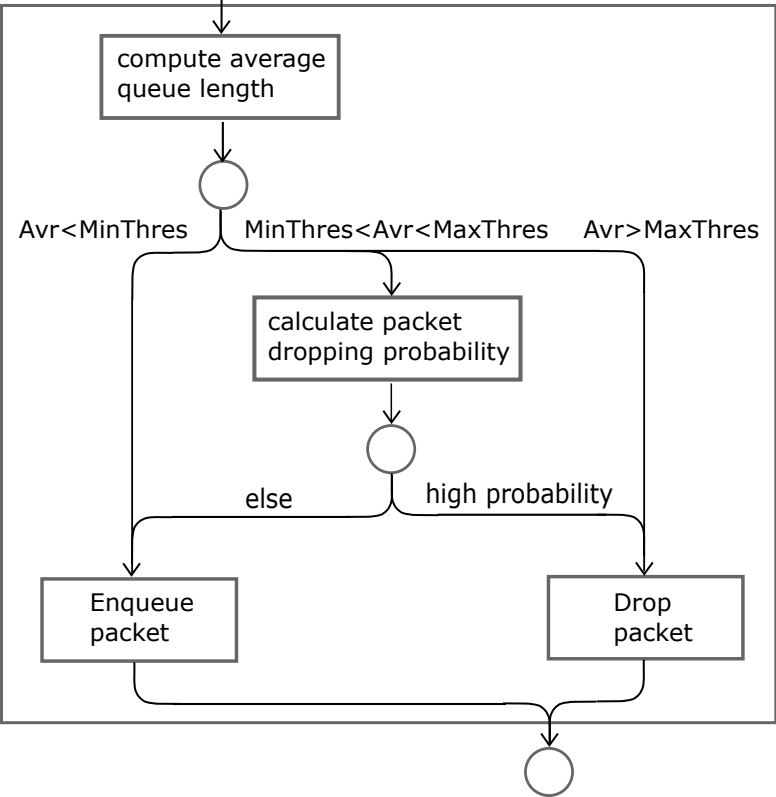 compute average
queue length
Avr<MinThres
MinThres<Avr<MaxThres
Avr>MaxThres
calculate packet
dropping probability
else
high probability
Enqueue
packet
Drop
packet